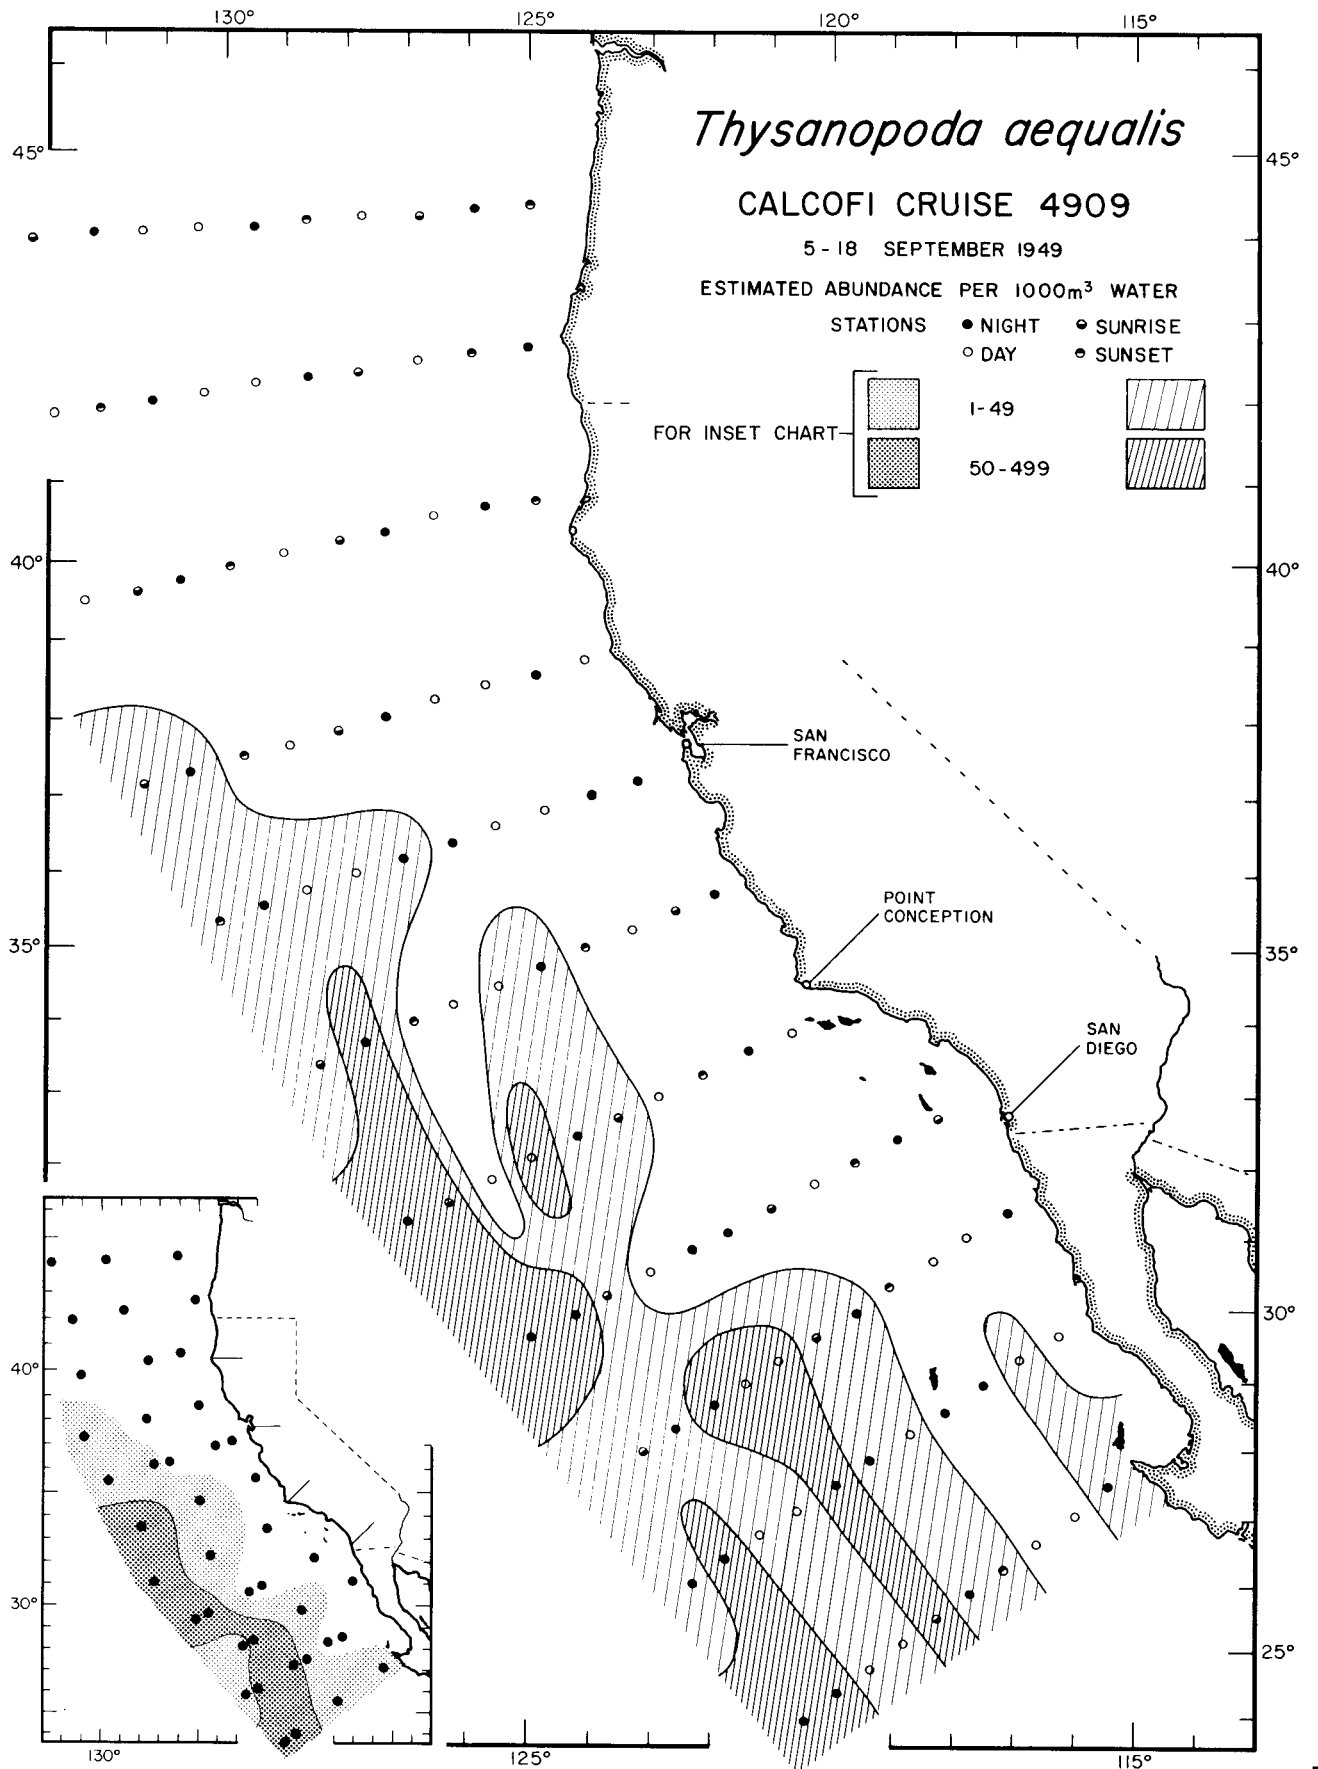 130° 125° 120° 115°
45° 45°
Thysanopoda aequalis
CALCOFI CRUISE 4909
5-18 SEPTEMBER 1949
ESTIMATED ABUNDANCE PER 1000m³ WATER
STATIONS NIGHT SUNRISE
DAY SUNSET
1-49
FOR INSET CHART
50-499
40° 40°
SAN
FRANCISCO
POINT
CONCEPTION
35° 35°
SAN
DIEGO
30°
40°
30°
25°
130° 125° 115°